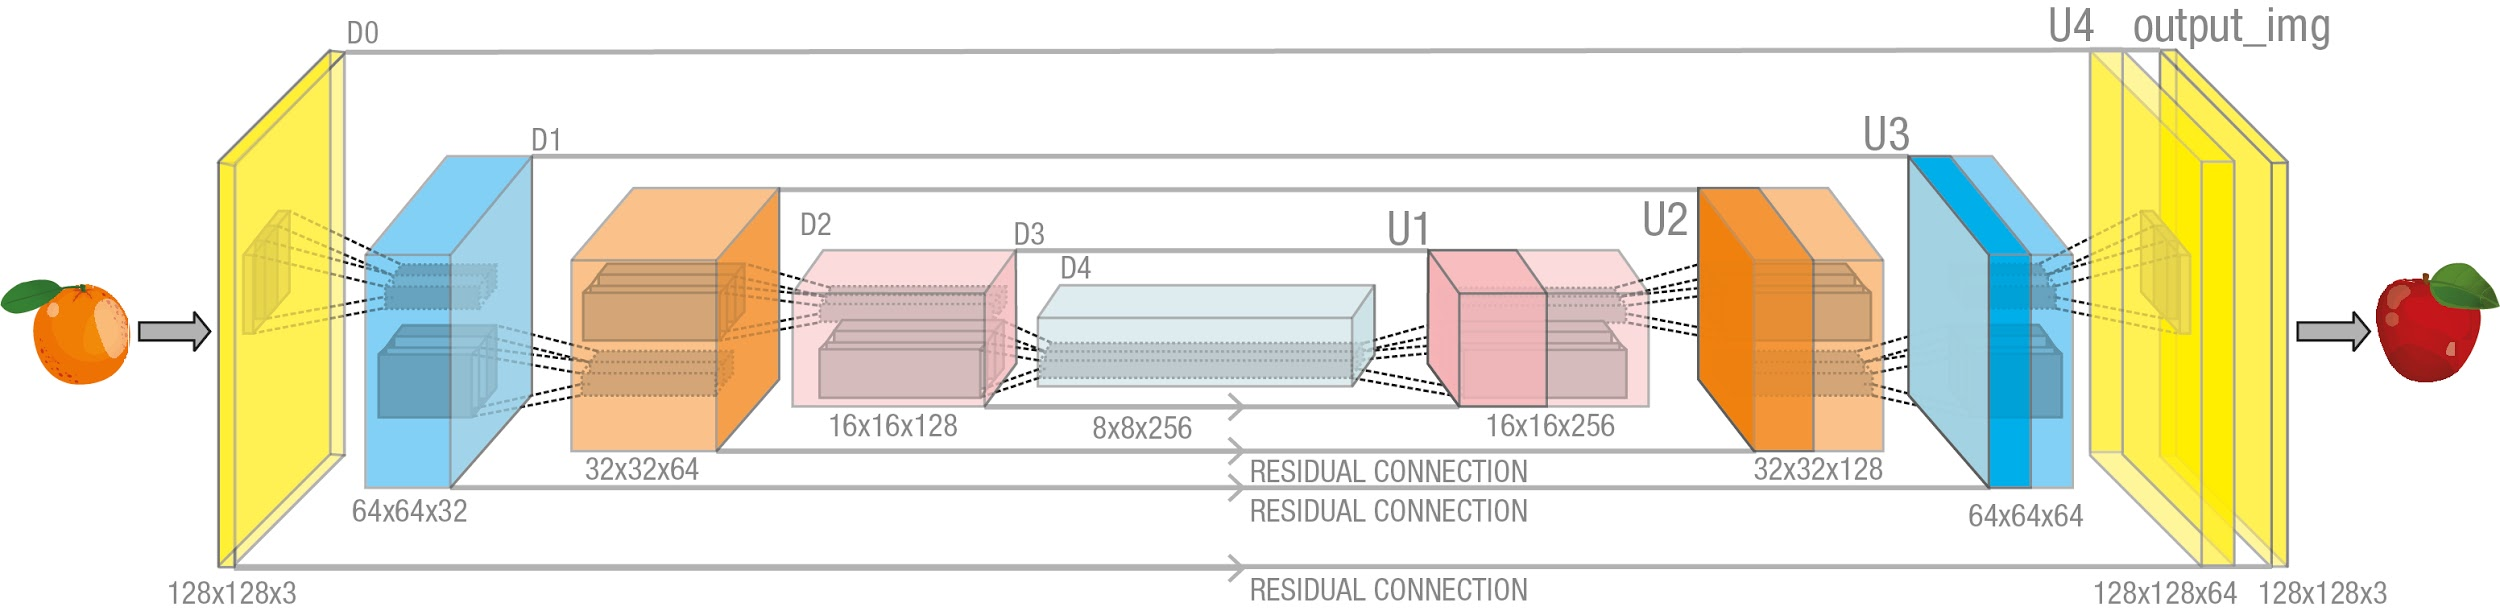 D0
U4
output_img
D1
U3
D2
D3
U1
U2
D4
16x16x128
8x8x256
16x16x256
32x32x64
RESIDUAL CONNECTION
32x32x128
64x64x32
RESIDUAL CONNECTION
64x64x64
128x128x3
RESIDUAL CONNECTION
128x128x64
128x128x3